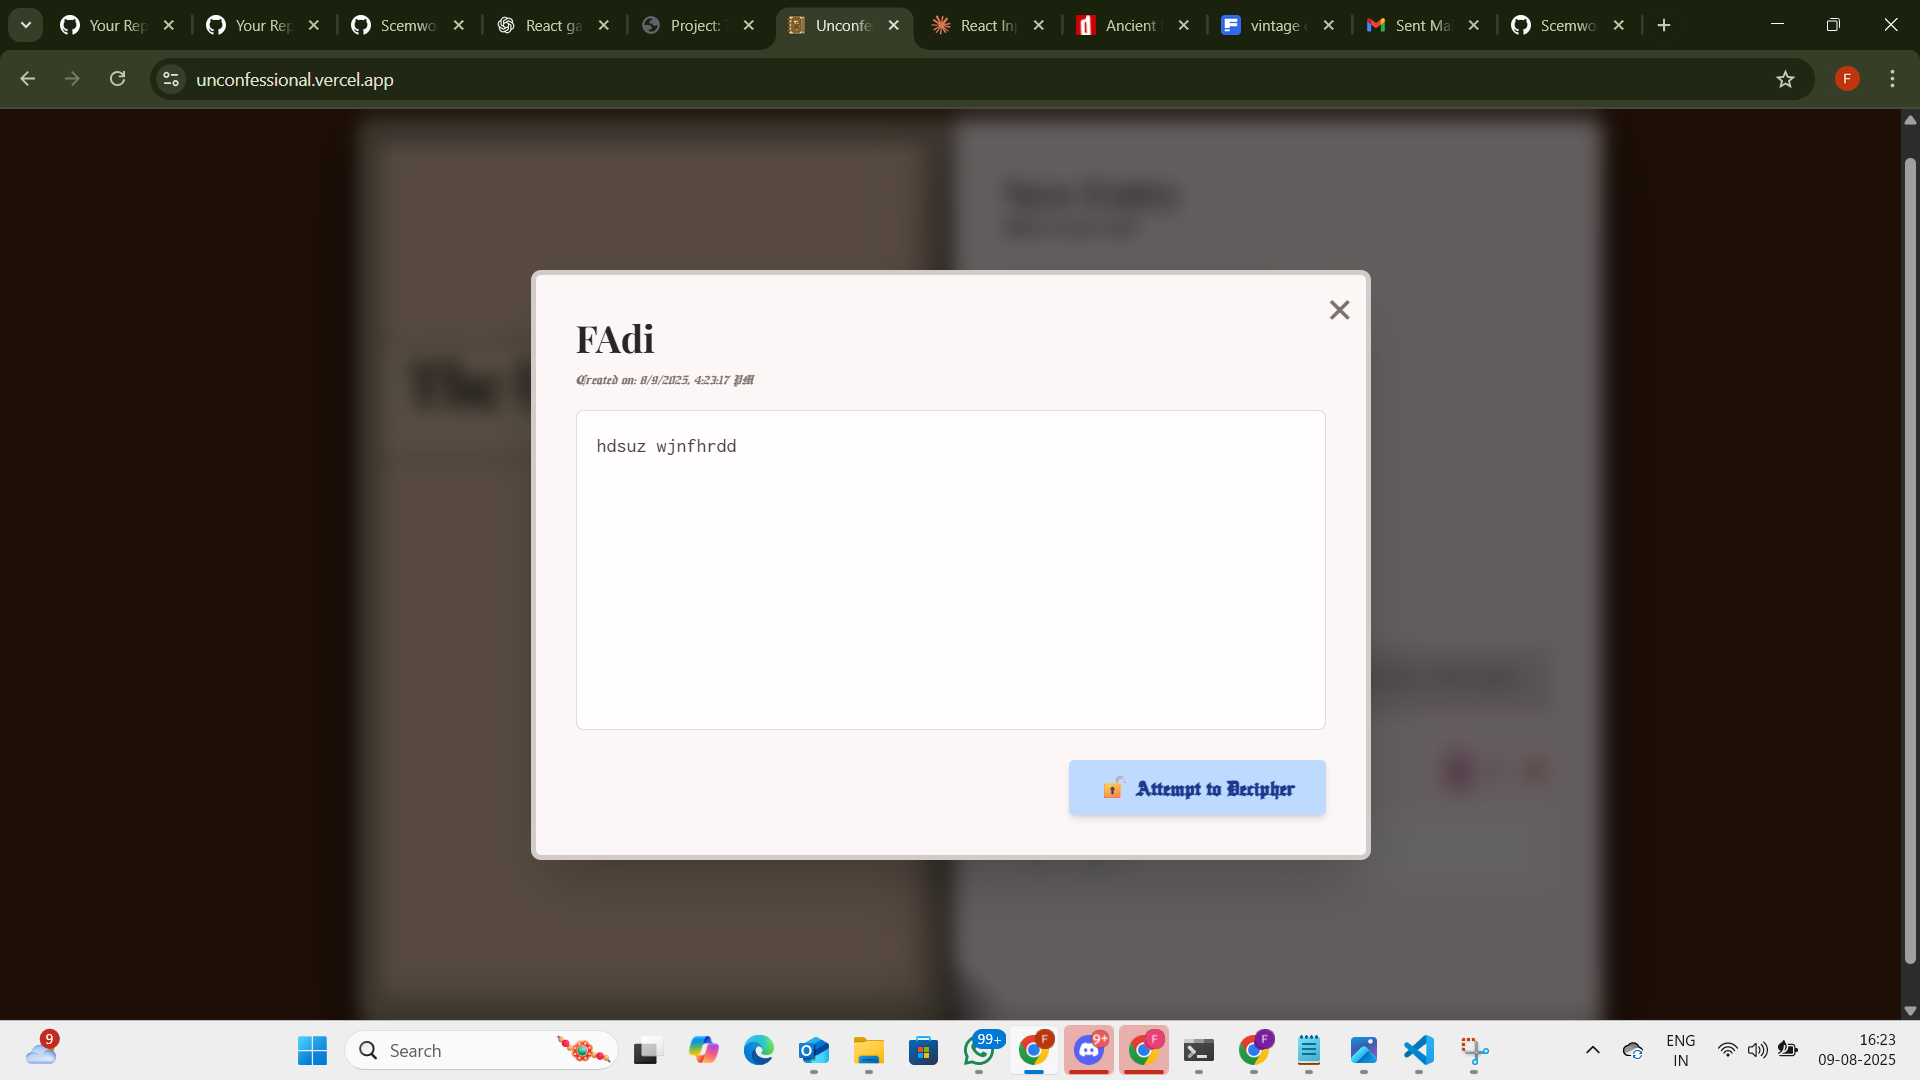 Your Rep
Your Rep
Scemwo
React ga
Project:
Unconfe
React In
Ancient
vintage
Sent Ma
Scemwo
unconfessional.vercel.app
F
FAdi
Created on: 8/9/2025, 4:23:17 PM
hdsuz wjnfhrdd
🔓 Attempt to Decipher
9
Search
99+
F
9+
F
F
ENG
IN
16:23
09-08-2025